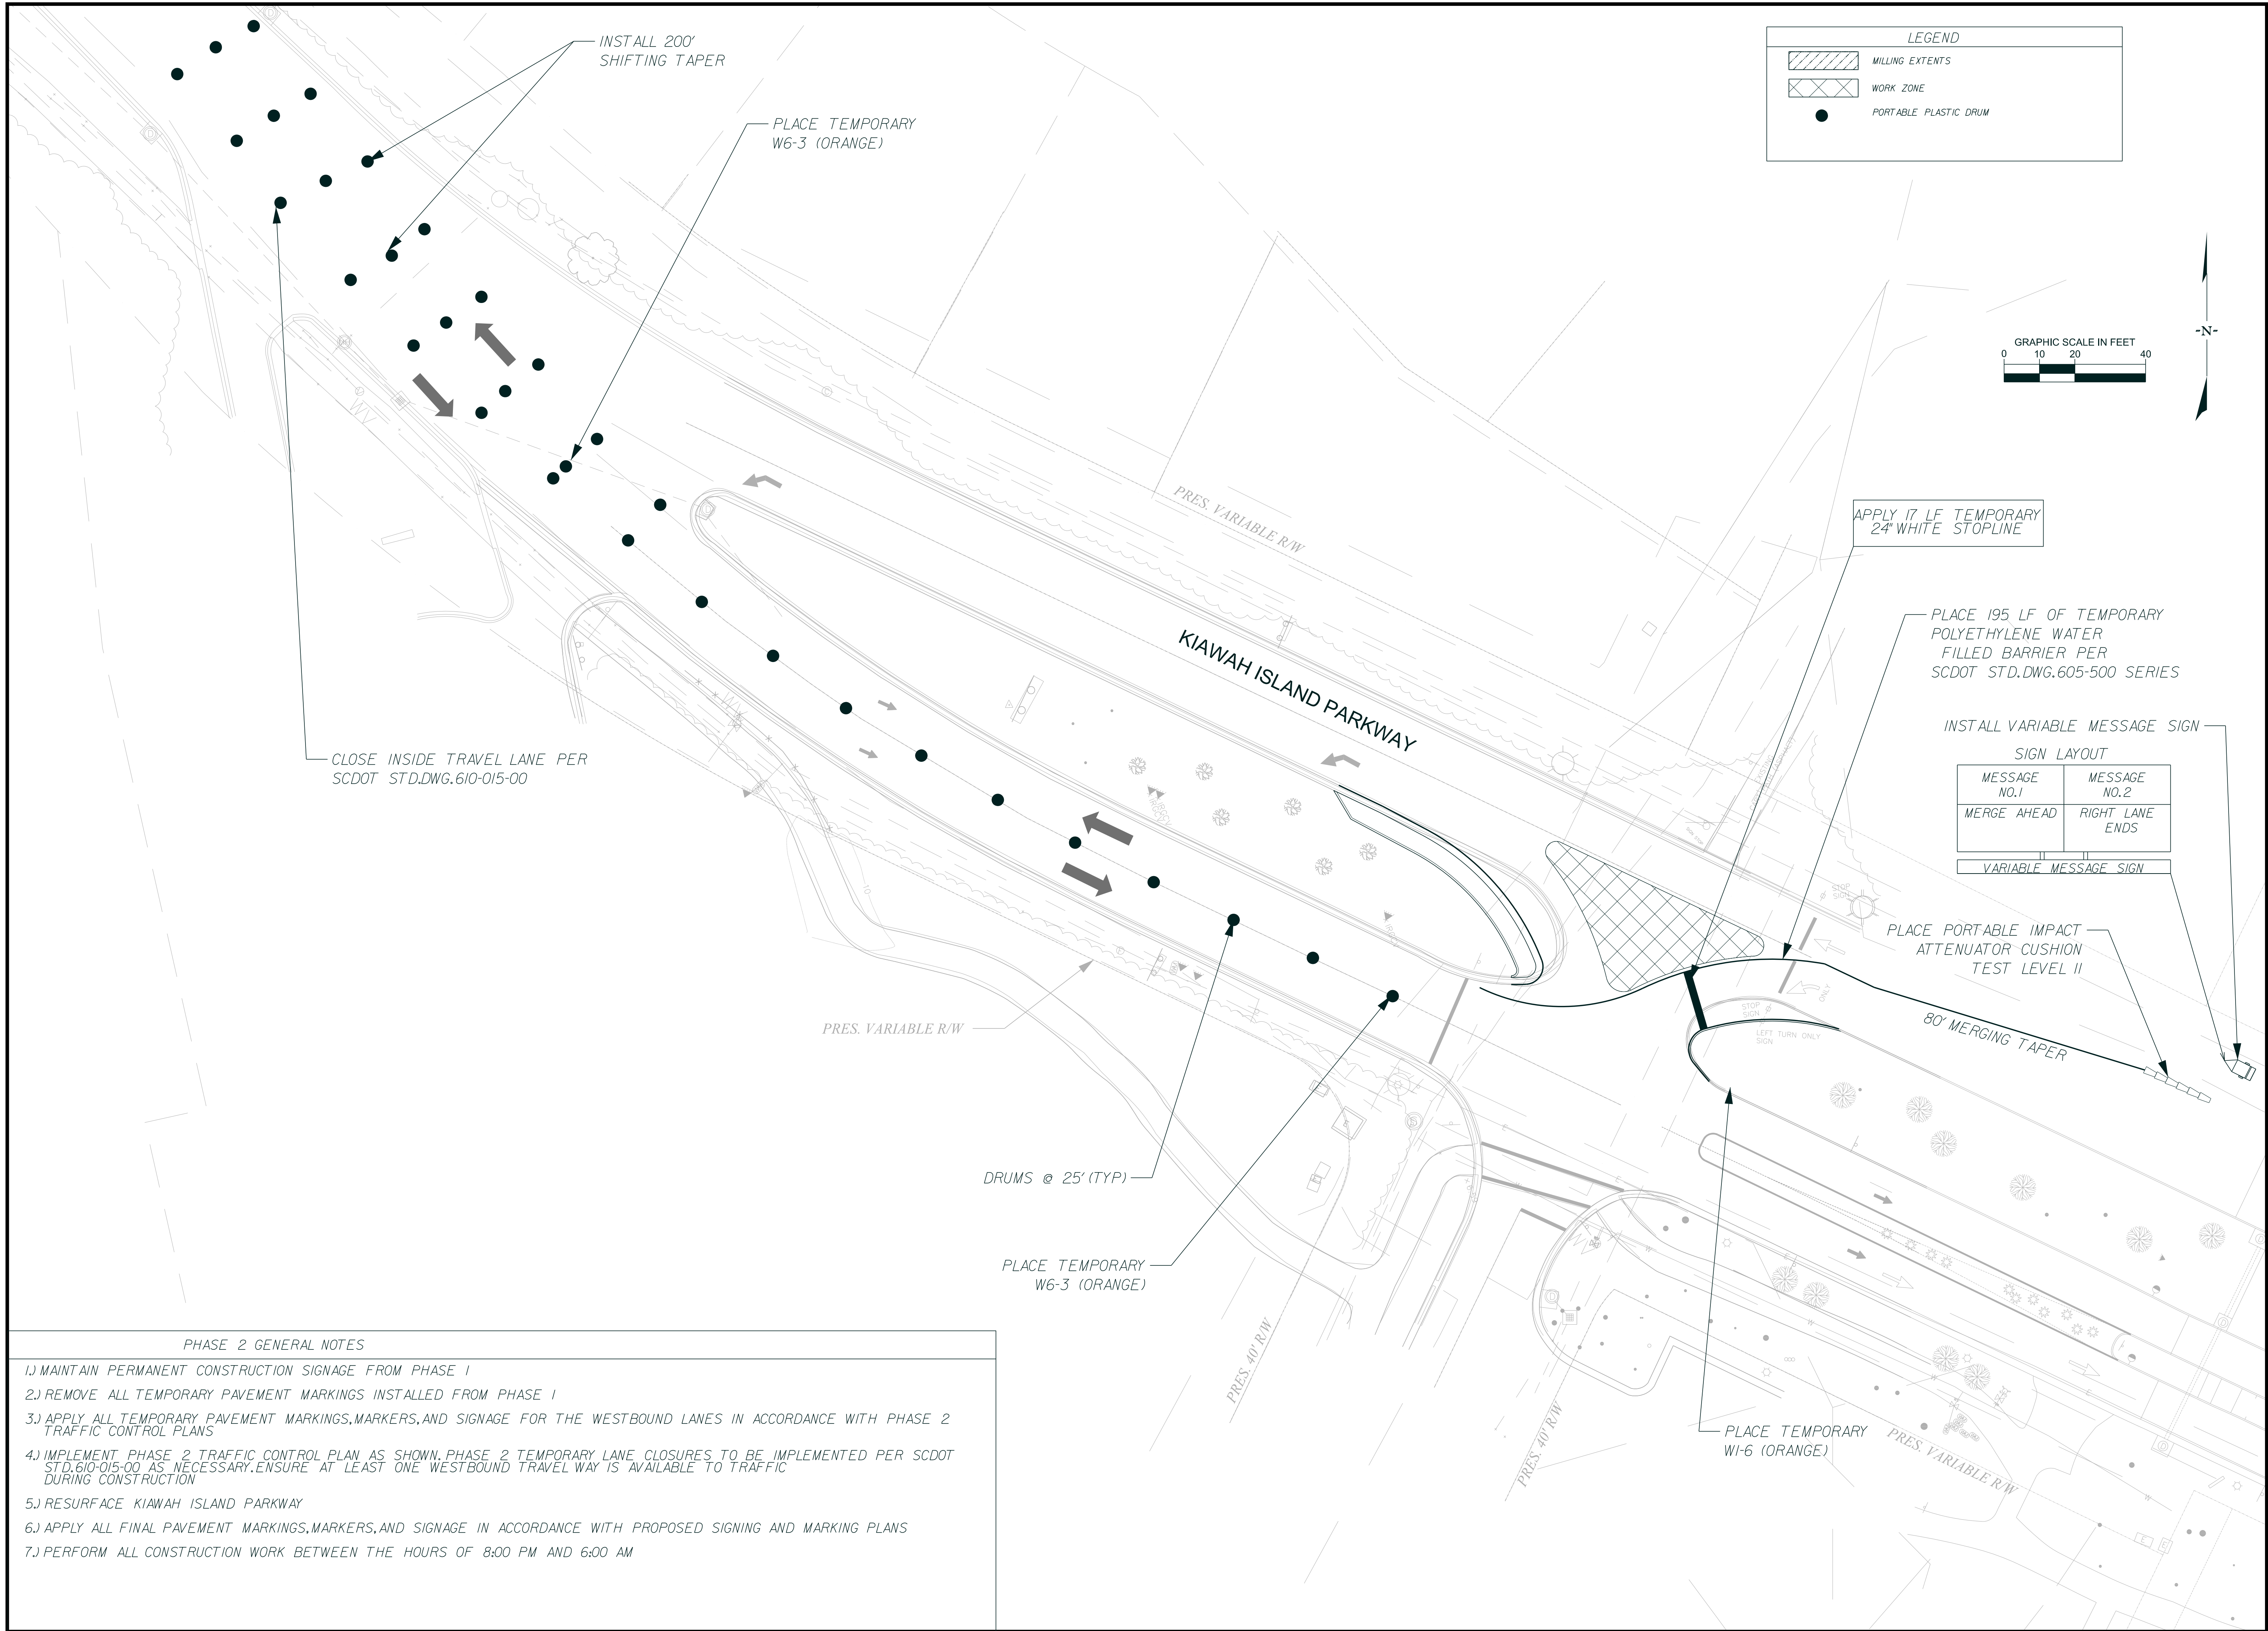 INSTALL 200'
SHIFTING TAPER
PLACE TEMPORARY
W6-3 (ORANGE)
LEGEND
MILLING EXTENTS
WORK ZONE
PORTABLE PLASTIC DRUM
-N-
GRAPHIC SCALE IN FEET
0 10 20 40
PRES. VARIABLE R/W
APPLY 17 LF TEMPORARY
24" WHITE STOPLINE
PLACE 195 LF OF TEMPORARY
POLYETHYLENE WATER
FILLED BARRIER PER
SCDOT STD.DWG.605-500 SERIES
KIAWAH ISLAND PARKWAY
INSTALL VARIABLE MESSAGE SIGN
SIGN LAYOUT
MESSAGE NO.1
MESSAGE NO.2
MERGE AHEAD
RIGHT LANE ENDS
VARIABLE MESSAGE SIGN
CLOSE INSIDE TRAVEL LANE PER
SCDOT STD.DWG.610-015-00
STOP
SIGN
PLACE PORTABLE IMPACT
ATTENUATOR CUSHION
TEST LEVEL II
ONLY
STOP
SIGN
LEFT TURN ONLY
SIGN
80' MERGING TAPER
PRES. VARIABLE R/W
DRUMS @ 25' (TYP)
PLACE TEMPORARY
W6-3 (ORANGE)
PRES. 40' R/W
PRES. 40' R/W
PLACE TEMPORARY
W1-6 (ORANGE)
PRES. VARIABLE R/W
PHASE 2 GENERAL NOTES
1.) MAINTAIN PERMANENT CONSTRUCTION SIGNAGE FROM PHASE 1
2.) REMOVE ALL TEMPORARY PAVEMENT MARKINGS INSTALLED FROM PHASE 1
3.) APPLY ALL TEMPORARY PAVEMENT MARKINGS, MARKERS, AND SIGNAGE FOR THE WESTBOUND LANES IN ACCORDANCE WITH PHASE 2
TRAFFIC CONTROL PLANS
4.) IMPLEMENT PHASE 2 TRAFFIC CONTROL PLAN AS SHOWN. PHASE 2 TEMPORARY LANE CLOSURES TO BE IMPLEMENTED PER SCDOT
STD.610-015-00 AS NECESSARY. ENSURE AT LEAST ONE WESTBOUND TRAVEL WAY IS AVAILABLE TO TRAFFIC
DURING CONSTRUCTION
5.) RESURFACE KIAWAH ISLAND PARKWAY
6.) APPLY ALL FINAL PAVEMENT MARKINGS, MARKERS, AND SIGNAGE IN ACCORDANCE WITH PROPOSED SIGNING AND MARKING PLANS
7.) PERFORM ALL CONSTRUCTION WORK BETWEEN THE HOURS OF 8:00 PM AND 6:00 AM